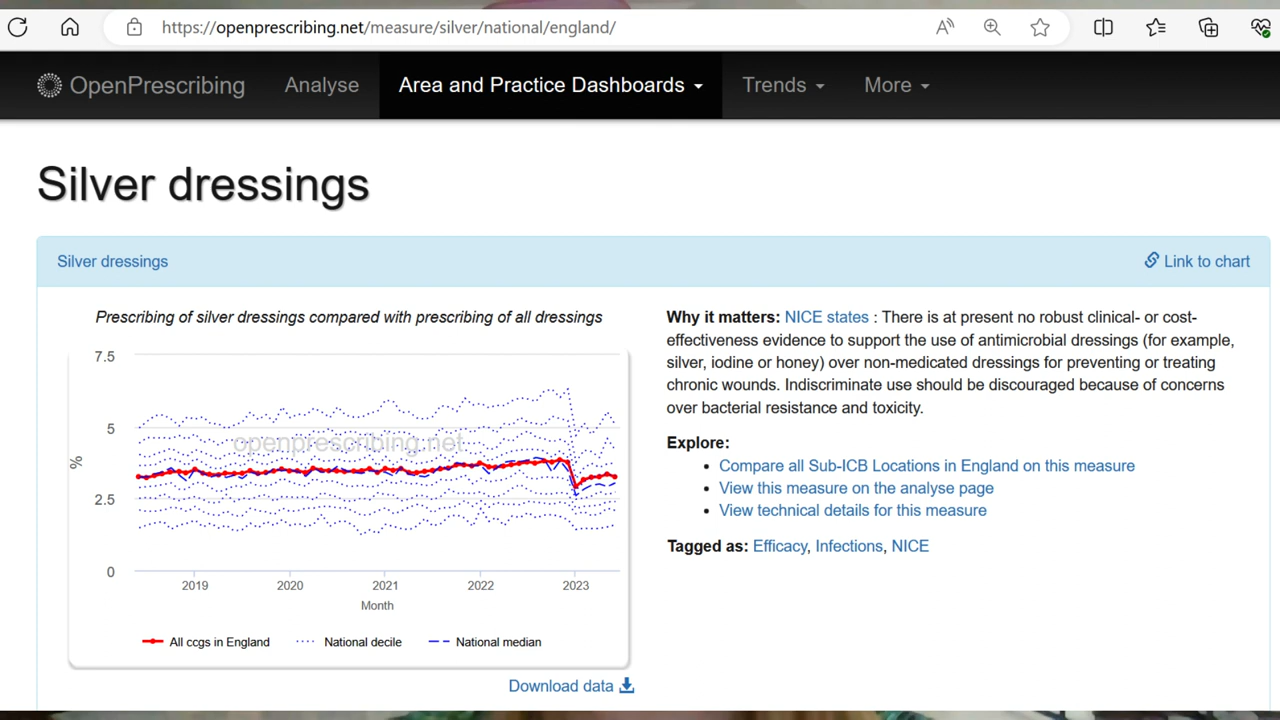 https://openprescribing.net/measure/silver/national/england/
OpenPrescribing Analyse Area and Practice Dashboards Trends More
Silver dressings
Silver dressings
Link to chart
Prescribing of silver dressings compared with prescribing of all dressings
7.5
5
2.5
0
%
openprescribing.net
2019 2020 2021 2022 2023
Month
All ccgs in England National decile National median
Download data
Why it matters: NICE states : There is at present no robust clinical- or cost-
effectiveness evidence to support the use of antimicrobial dressings (for example,
silver, iodine or honey) over non-medicated dressings for preventing or treating
chronic wounds. Indiscriminate use should be discouraged because of concerns
over bacterial resistance and toxicity.
Explore:
Compare all Sub-ICB Locations in England on this measure
View this measure on the analyse page
View technical details for this measure
Tagged as: Efficacy, Infections, NICE